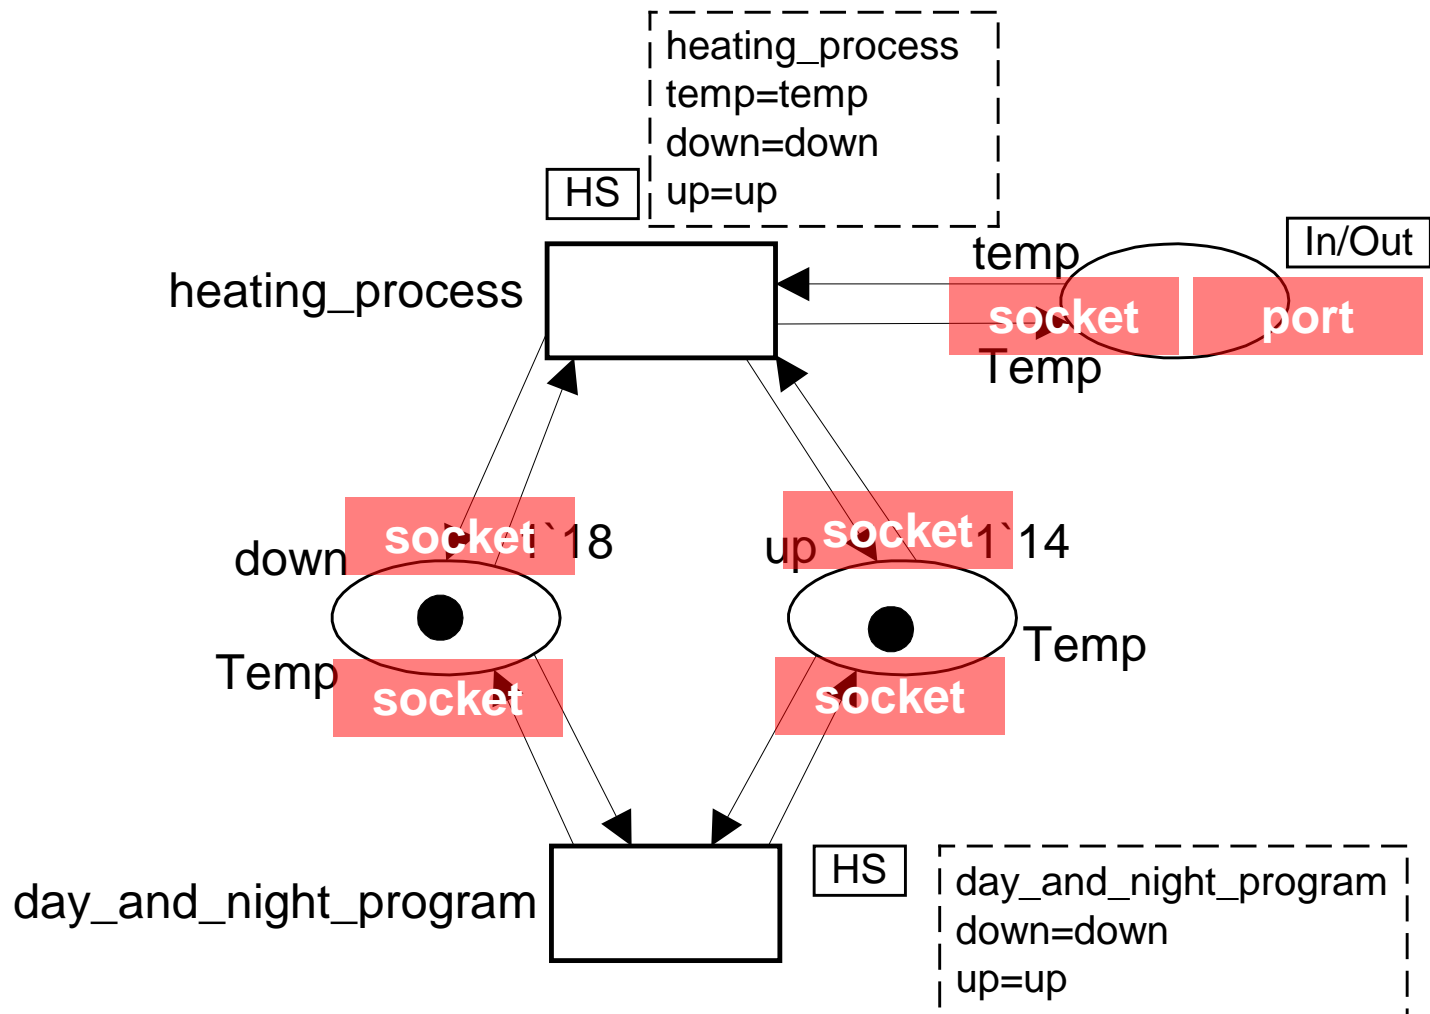 heating_process
temp=temp
down=down
up=up
HS
In/Out
temp
heating_process
socket
port
Temp
socket
1`18
socket
1`14
down
up
Temp
socket
socket
Temp
HS
day_and_night_program
day_and_night_program
down=down
up=up